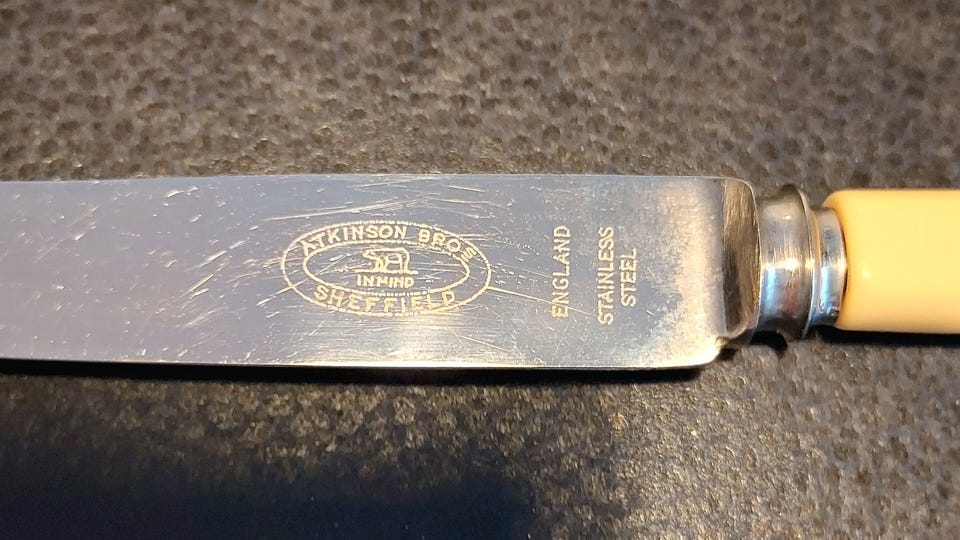 ATKINSON BROS
IN MIND
SHEFFIELD
ENGLAND
STAINLESS
STEEL